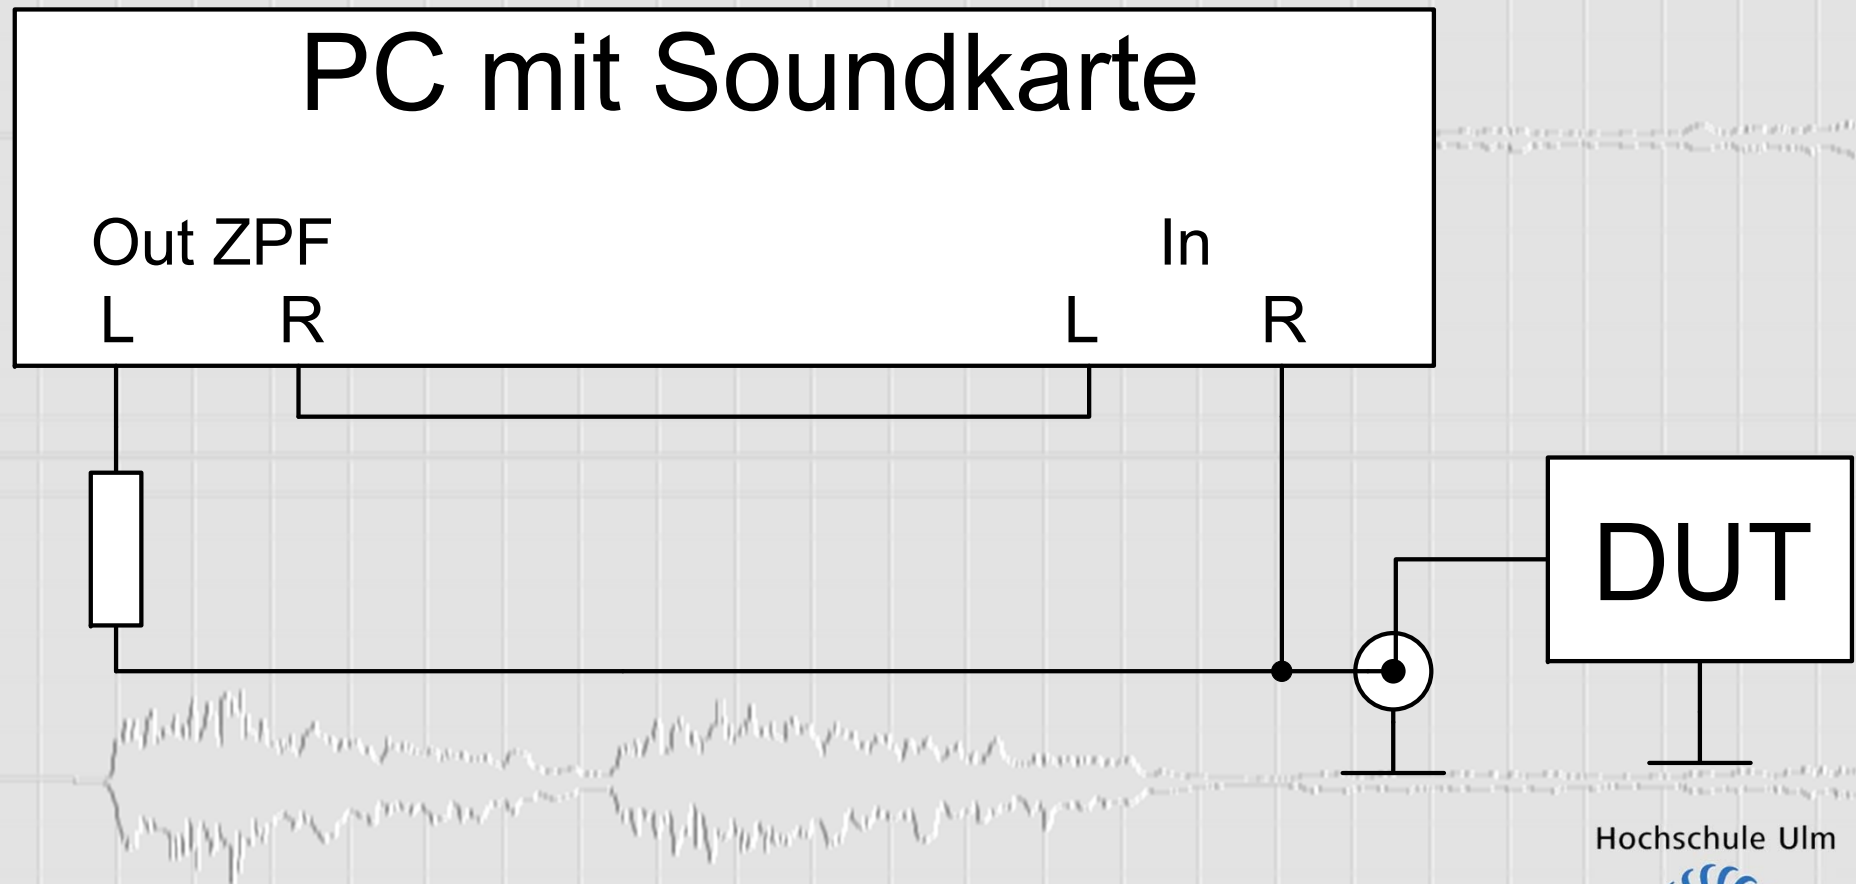 PC mit Soundkarte
Out ZPF In
L R L R
DUT
Hochschule Ulm